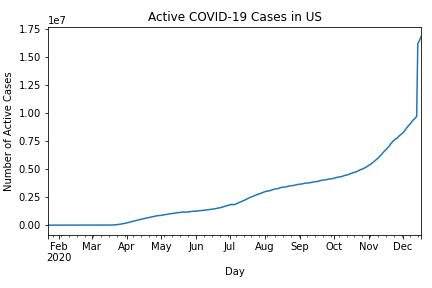 Active COVID-19 Cases in US
1e7
1.75
1.50
1.25
1.00
0.75
0.50
0.25
0.00
Number of Active Cases
Feb Mar Apr May Jun Jul Aug Sep Oct Nov Dec
2020
Day